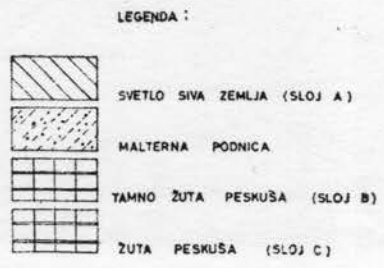 LEGENDA :
SVETLO SIVA ZEMLJA (SLOJ A)
MALTERNA PODNICA
TAMNO ŽUTA PESKUŠA (SLOJ B)
ŽUTA PESKUŠA (SLOJ C)